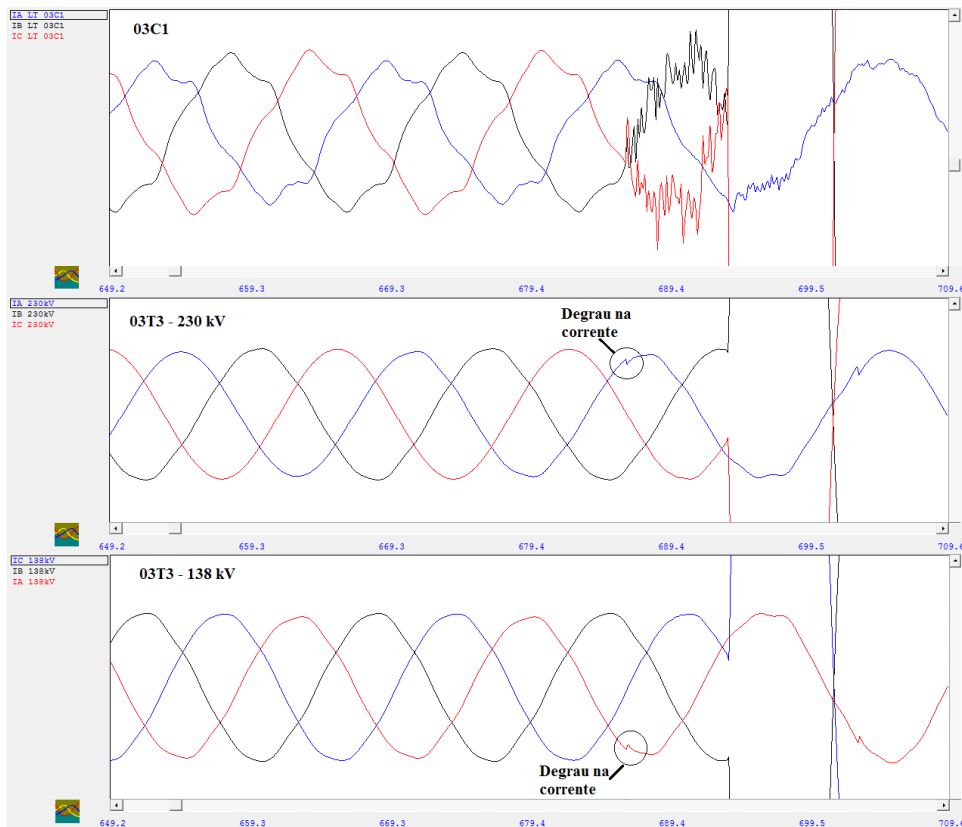 IA LT 03C1
IB LT 03C1
IC LT 03C1
03C1
649.2 659.3 669.3 679.4 689.4 699.5 709.6
IA 230kV
IB 230kV
IC 230kV
03T3 - 230 kV
Degrau na
corrente
649.2 659.3 669.3 679.4 689.4 699.5 709.6
IC 138kV
IB 138kV
IA 138kV
03T3 - 138 kV
Degrau na
corrente
649.2 659.3 669.3 679.4 689.4 699.5 709.6